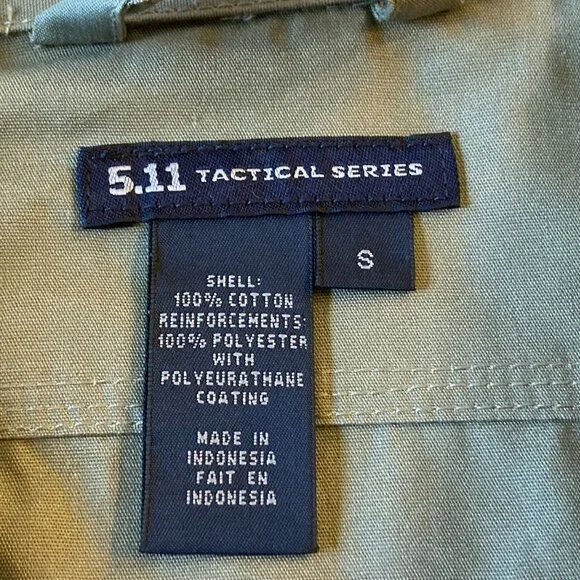 5.11 TACTICAL SERIES
S
SHELL:
100% COTTON
REINFORCEMENTS:
100% POLYESTER
WITH
POLYEURATHANE
COATING
MADE IN
INDONESIA
FAIT EN
INDONESIA